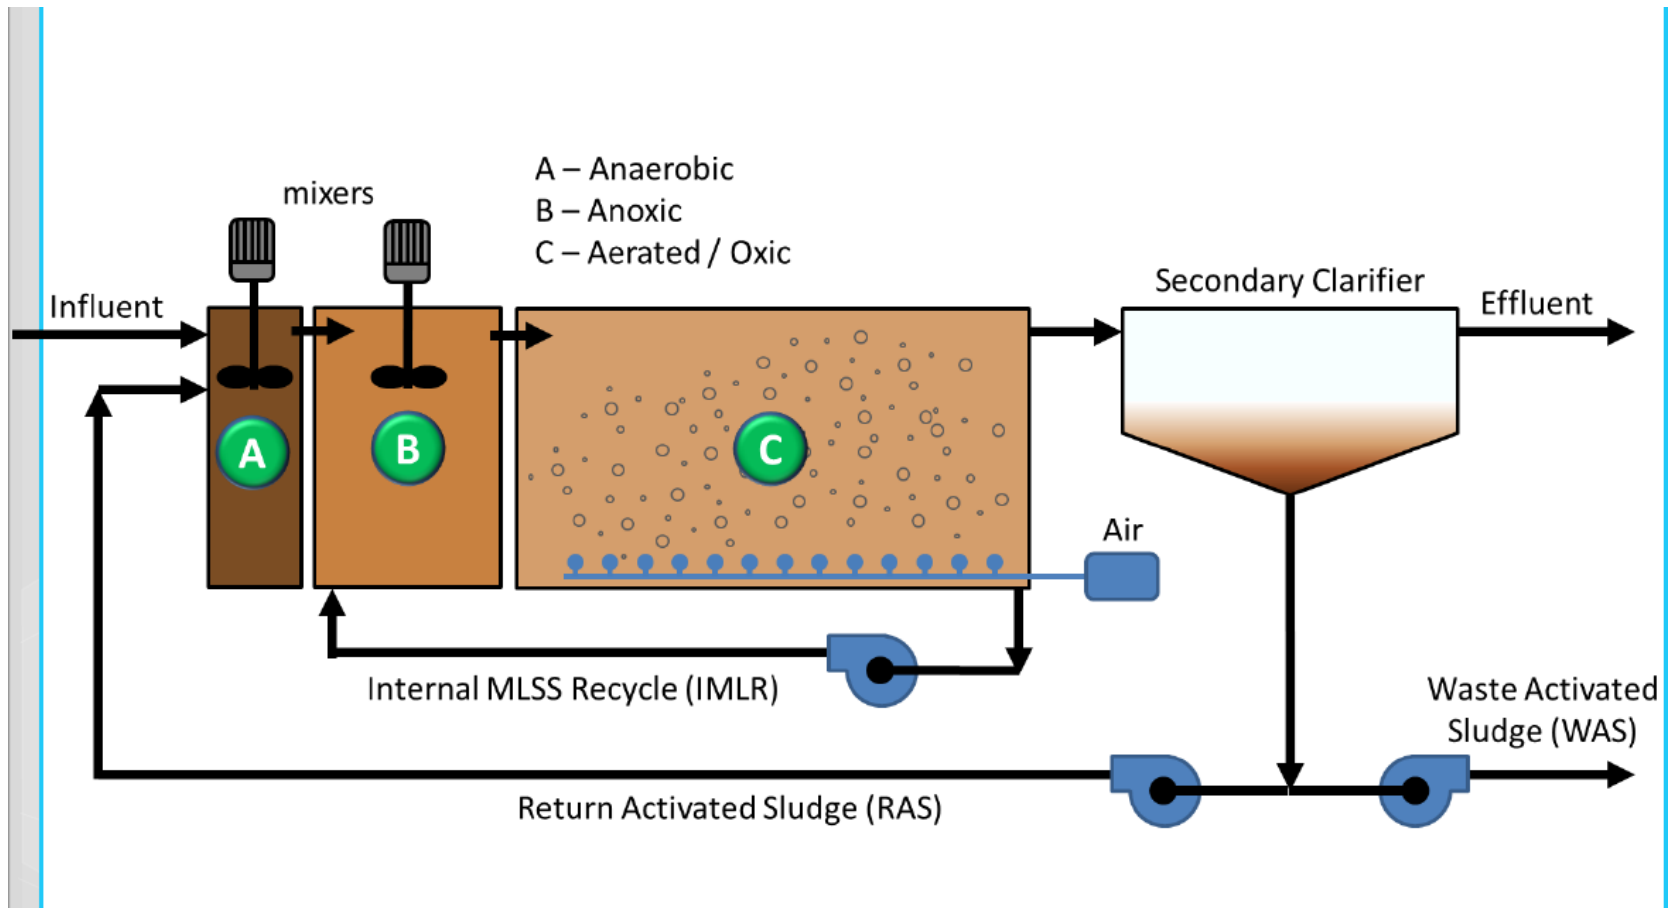 A – Anaerobic
B – Anoxic
C – Aerated / Oxic
mixers
Secondary Clarifier
Influent
Effluent
A
B
C
Air
Internal MLSS Recycle (IMLR)
Waste Activated
Sludge (WAS)
Return Activated Sludge (RAS)